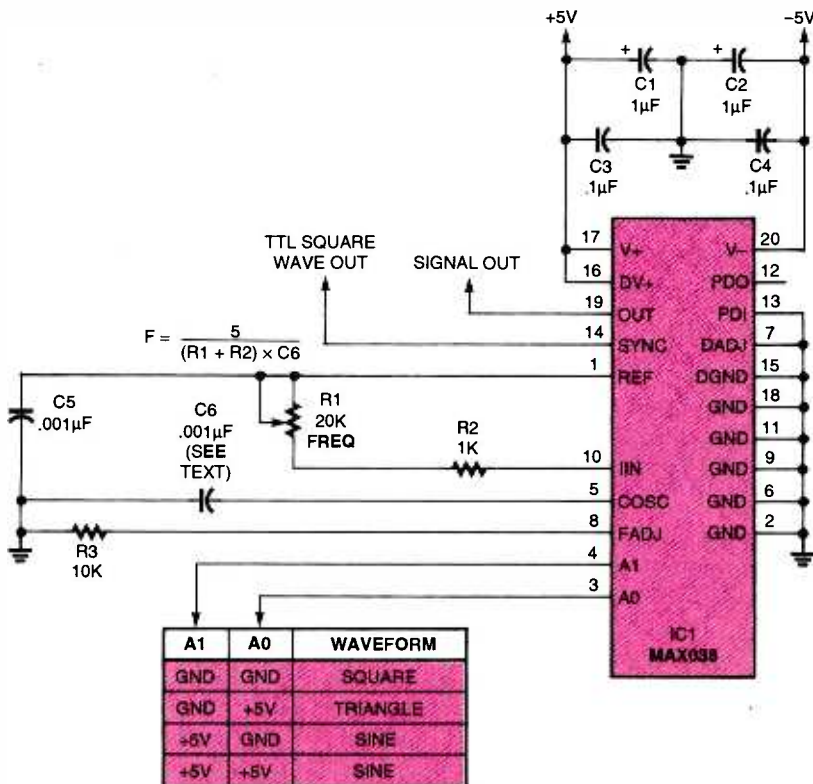 +5V
−5V
+
C1
1µF
+
C2
1µF
C3
.1µF
C4
.1µF
TTL SQUARE
WAVE OUT
SIGNAL OUT
F = 5
(R1 + R2) × C6
C5
.001µF
C6
.001µF
(SEE
TEXT)
R1
20K
FREQ
R2
1K
R3
10K
17 V+
16 DV+
19 OUT
14 SYNC
1 REF
10 IIN
5 COSC
8 FADJ
4 A1
3 A0
V− 20
PDO 12
PDI 13
DADJ 7
DGND 15
GND 18
GND 11
GND 9
GND 6
GND 2
IC1
MAX038
A1 A0 WAVEFORM
GND GND SQUARE
GND +5V TRIANGLE
+5V GND SINE
+5V +5V SINE